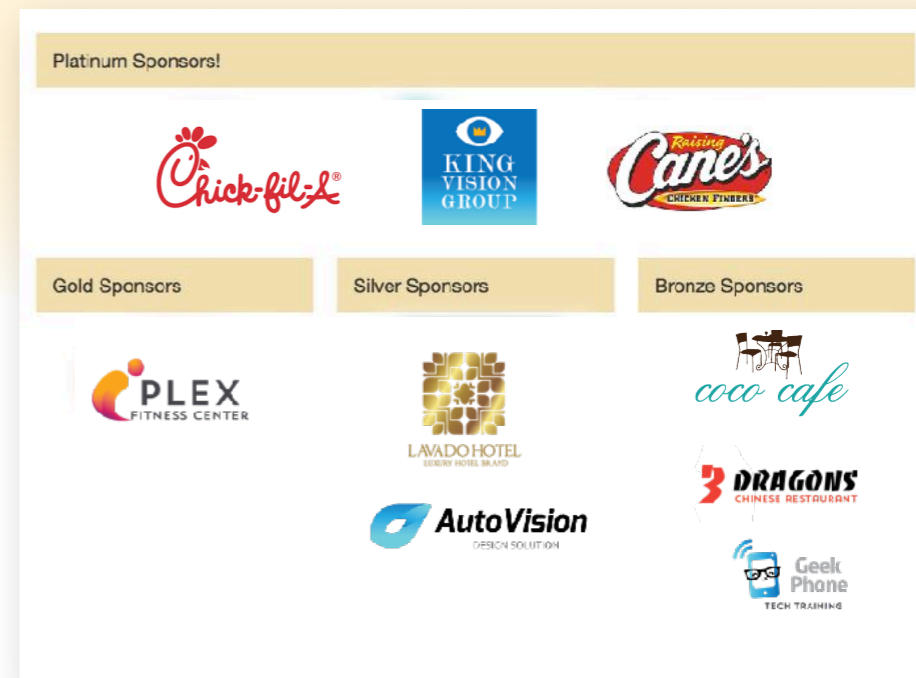 Platinum Sponsors!
Chick-fil-A®
KING
VISION
GROUP
Raising
Cane's
CHICKEN FINGERS
Gold Sponsors
Silver Sponsors
Bronze Sponsors
PLEX
FITNESS CENTER
LAVADO HOTEL
LUXURY HOTEL BRAND
AutoVision
DESIGN SOLUTION
coco cafe
3 DRAGONS
CHINESE RESTAURANT
Geek
Phone
TECH TRAINING